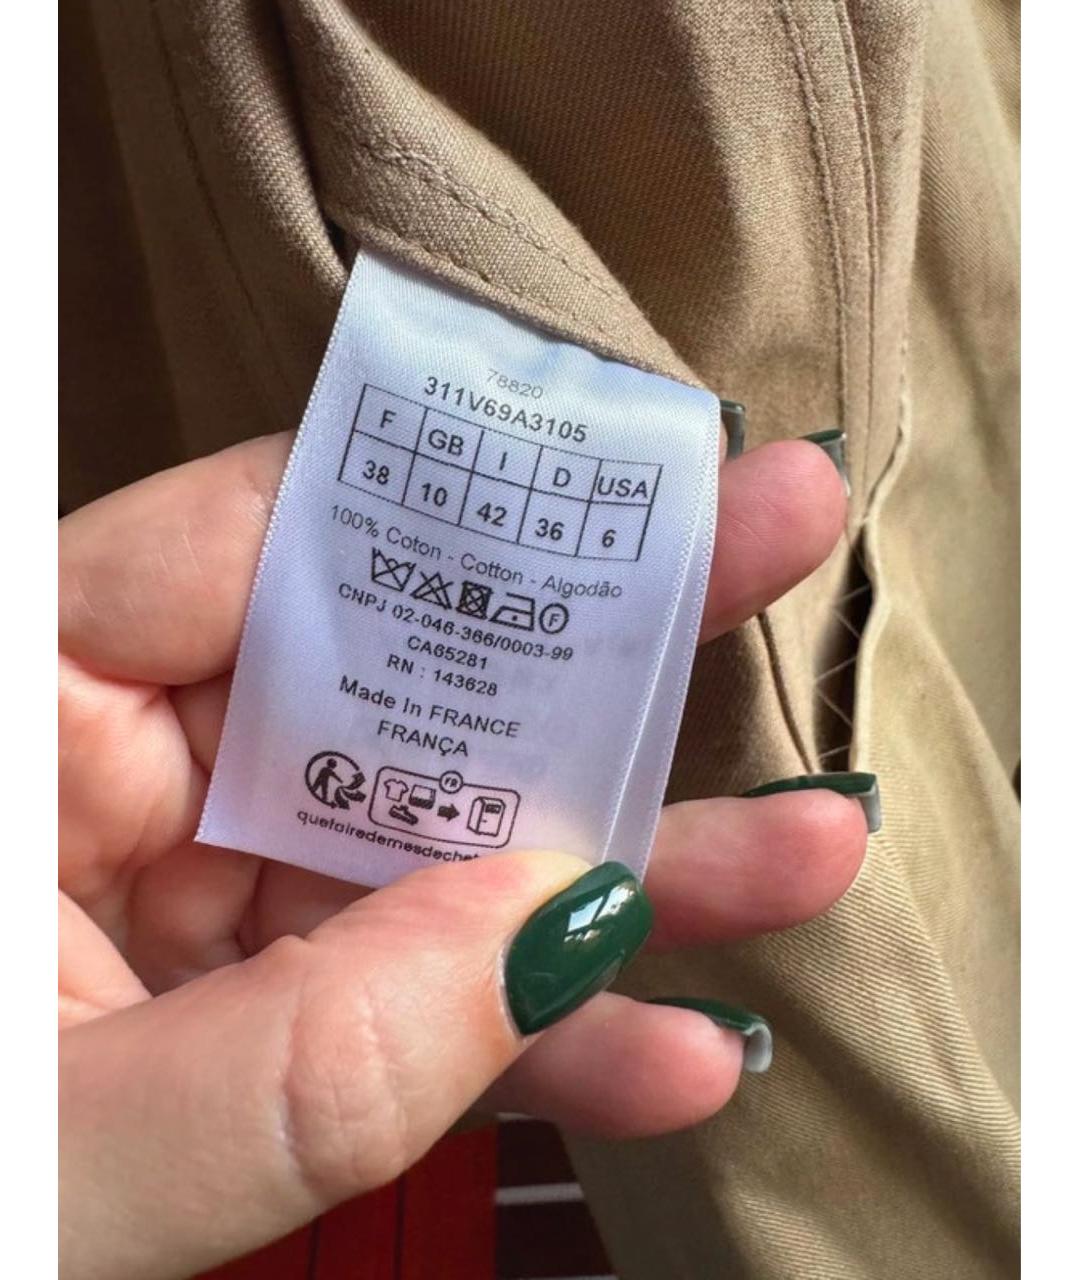 78820
311V69A3105
F GB I D USA
38 10 42 36 6
100% Coton - Cotton - Algodão
F
CNPJ 02-046-366/0003-99
CA65281
RN : 143628
Made In FRANCE
FRANÇA
FR
quefairedemesdechet